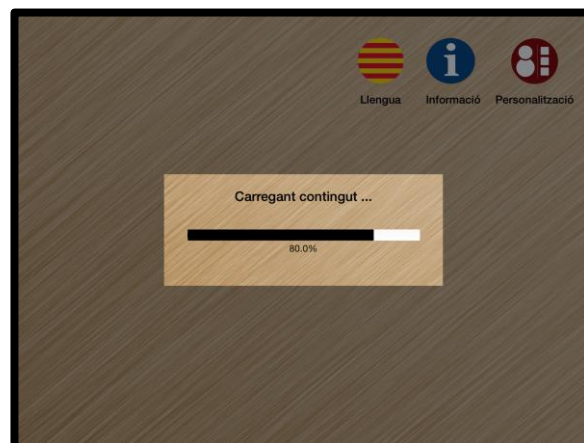 Llengua
Informació
Personalització
Carregant contingut ...
80.0%